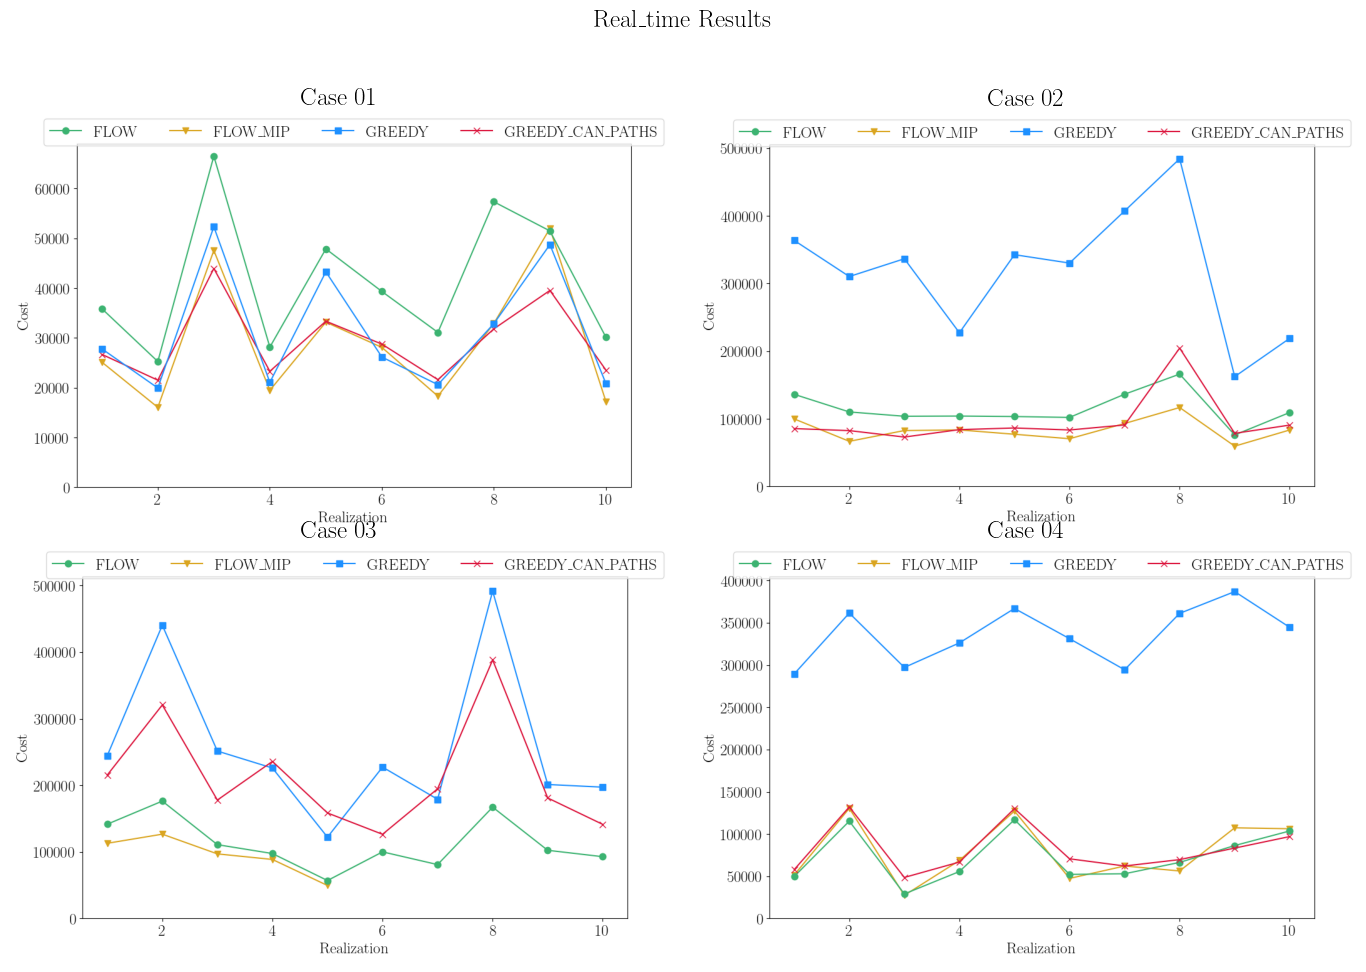 Real_time Results
Case 01
FLOW FLOW_MIP GREEDY GREEDY_CAN_PATHS
60000
50000
40000
30000
20000
10000
0
Cost
2 4 6 8 10
Realization
Case 02
FLOW FLOW_MIP GREEDY GREEDY_CAN_PATHS
500000
400000
300000
200000
100000
0
Cost
2 4 6 8 10
Realization
Case 03
FLOW FLOW_MIP GREEDY GREEDY_CAN_PATHS
500000
400000
300000
200000
100000
0
Cost
2 4 6 8 10
Realization
Case 04
FLOW FLOW_MIP GREEDY GREEDY_CAN_PATHS
400000
350000
300000
250000
200000
150000
100000
50000
0
Cost
2 4 6 8 10
Realization